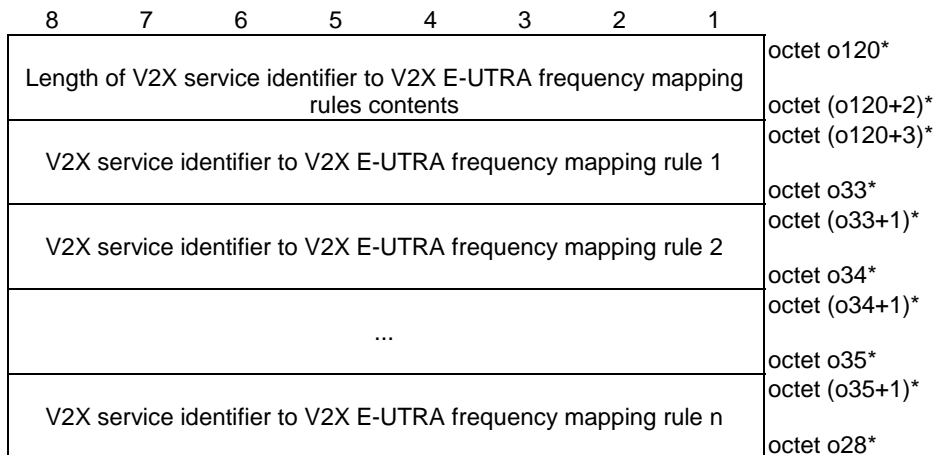 8 7 6 5 4 3 2 1
octet o120*
Length of V2X service identifier to V2X E-UTRA frequency mapping
rules contents
octet (o120+2)*
octet (o120+3)*
V2X service identifier to V2X E-UTRA frequency mapping rule 1
octet o33*
octet (o33+1)*
V2X service identifier to V2X E-UTRA frequency mapping rule 2
octet o34*
octet (o34+1)*
...
octet o35*
octet (o35+1)*
V2X service identifier to V2X E-UTRA frequency mapping rule n
octet o28*